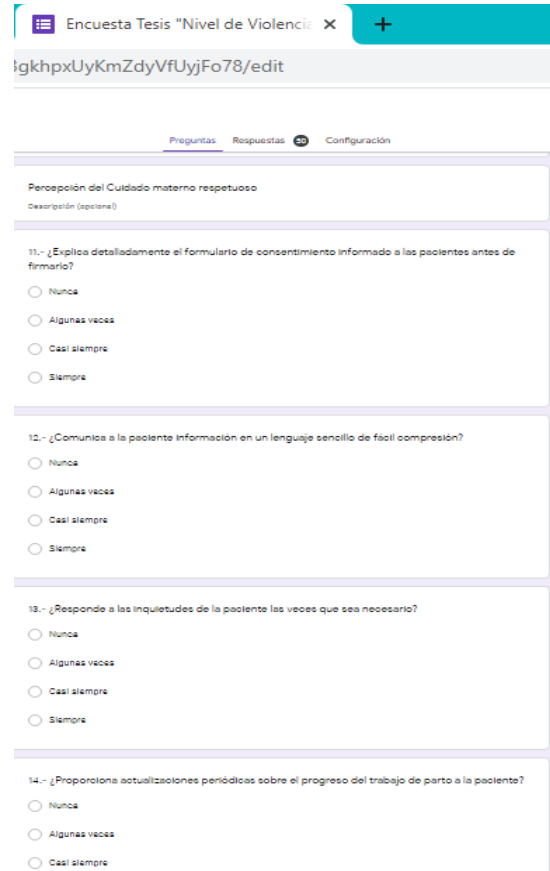 Encuesta Tesis "Nivel de Violencia
gkhpxUyKmZdyVfUyjFo78/edit
Preguntas Respuestas 50 Configuración
Percepción del Cuidado materno respetuoso
Descripción (opcional)
11.- ¿Explica detalladamente el formulario de consentimiento informado a las pacientes antes de
firmarlo?
Nunca
Algunas veces
Casi siempre
Siempre
12.- ¿Comunica a la paciente información en un lenguaje sencillo de fácil compresión?
Nunca
Algunas veces
Casi siempre
Siempre
13.- ¿Responde a las inquietudes de la paciente las veces que sea necesario?
Nunca
Algunas veces
Casi siempre
Siempre
14.- ¿Proporciona actualizaciones periódicas sobre el progreso del trabajo de parto a la paciente?
Nunca
Algunas veces
Casi siempre